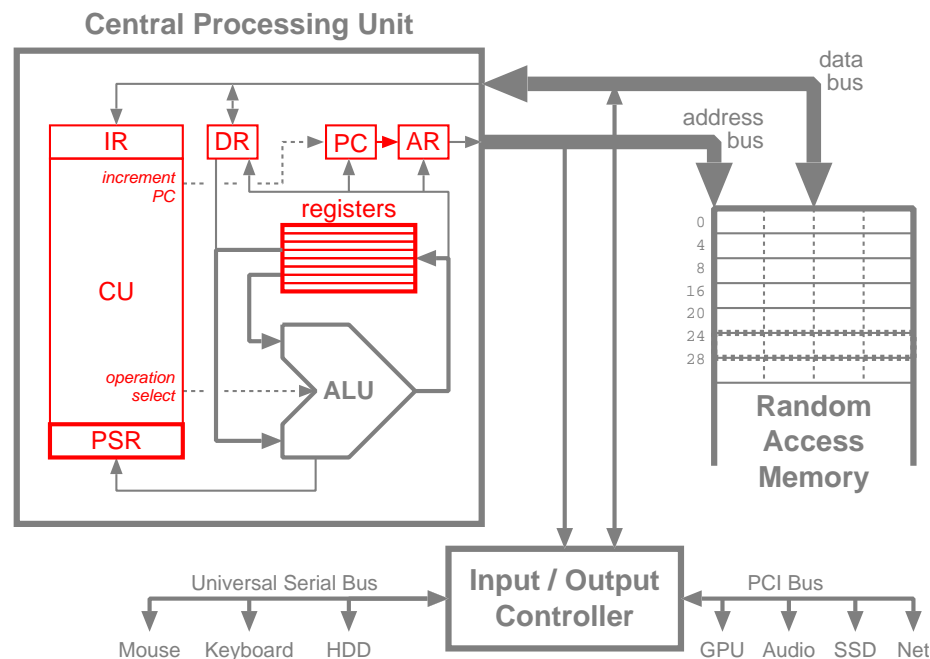 Central Processing Unit
data
bus
address
bus
IR
DR
PC
AR
increment
PC
registers
CU
operation
select
ALU
PSR
0
4
8
16
20
24
28
Random
Access
Memory
Universal Serial Bus
Input / Output
Controller
PCI Bus
Mouse
Keyboard
HDD
GPU
Audio
SSD
Net